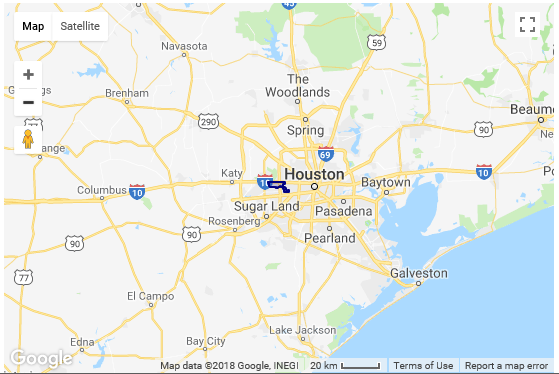 Map Satellite
45
59
Navasota
The
Woodlands
Brenham
290
Spring
Beaumo
90
69
Katy
10
Houston
10
Columbus
10
Baytown
Sugar Land
Pasadena
Rosenberg
90
90
Pearland
77
Galveston
El Campo
Lake Jackson
Edna
Bay City
Google
Map data ©2018 Google, INEGI 20 km Terms of Use Report a map error